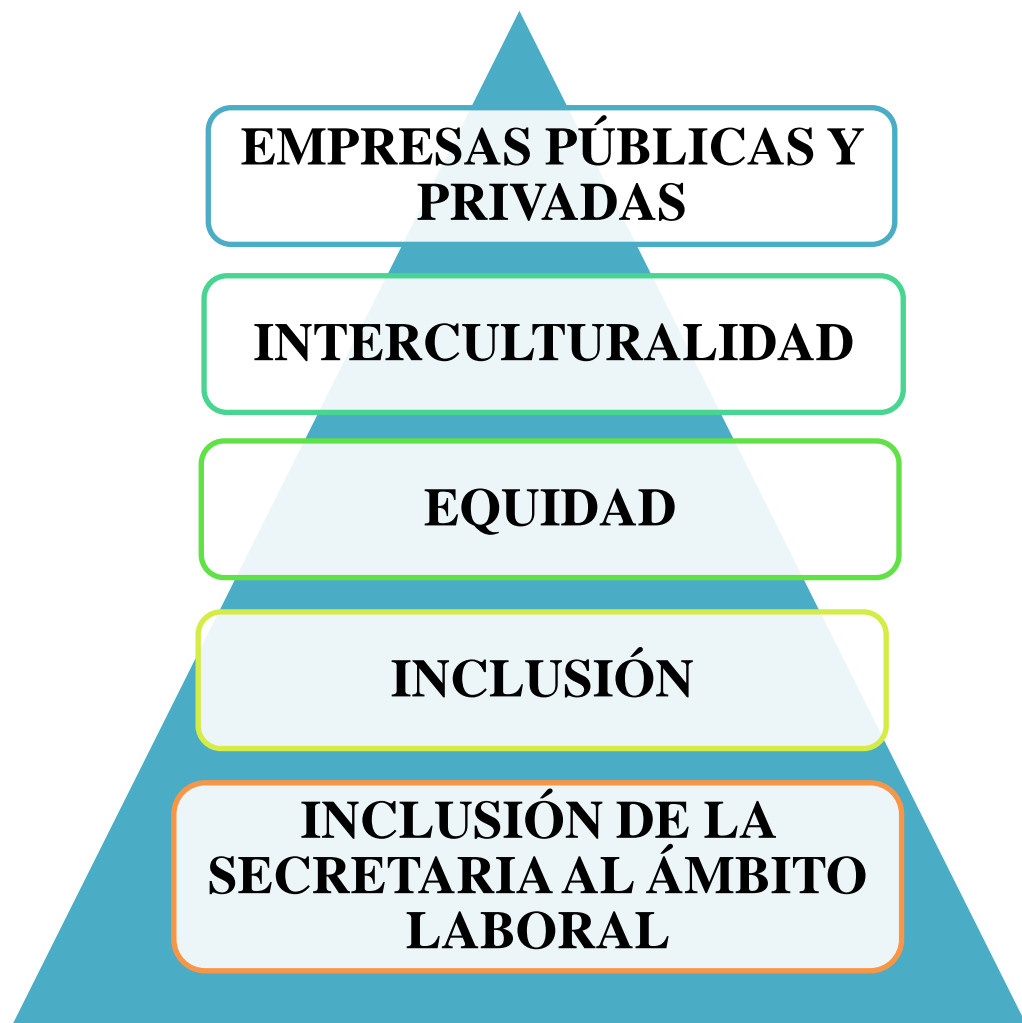 EMPRESAS PÚBLICAS Y
PRIVADAS
INTERCULTURALIDAD
EQUIDAD
INCLUSIÓN
INCLUSIÓN DE LA
SECRETARIA AL ÁMBITO
LABORAL